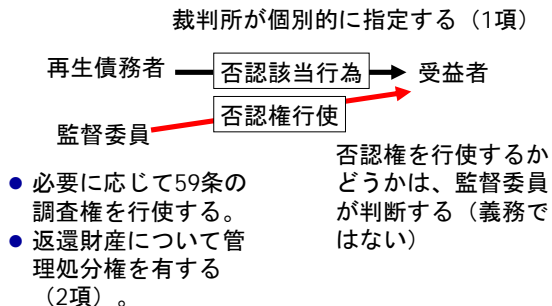 裁判所が個別的に指定する（1項）
再生債務者
否認該当行為
受益者
否認権行使
監督委員
● 必要に応じて59条の
調査権を行使する。
● 返還財産について管
理処分権を有する
（2項）。
否認権を行使するか
どうかは、監督委員
が判断する（義務で
はない）